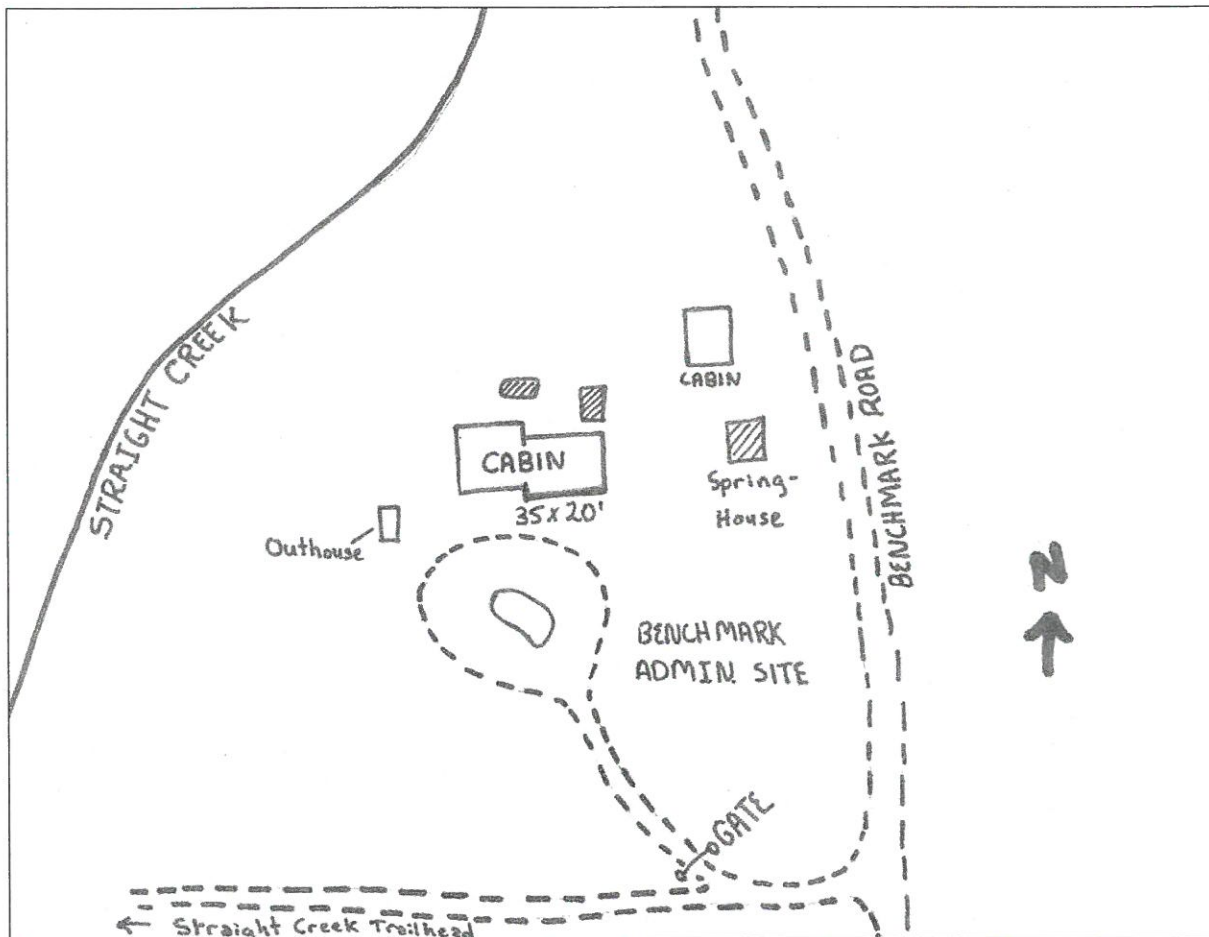 STRAIGHT CREEK
CABIN
BENCHMARK ROAD
CABIN
35 x 20'
Spring-
House
Outhouse
N
BENCHMARK
ADMIN. SITE
GATE
← Straight Creek Trailhead